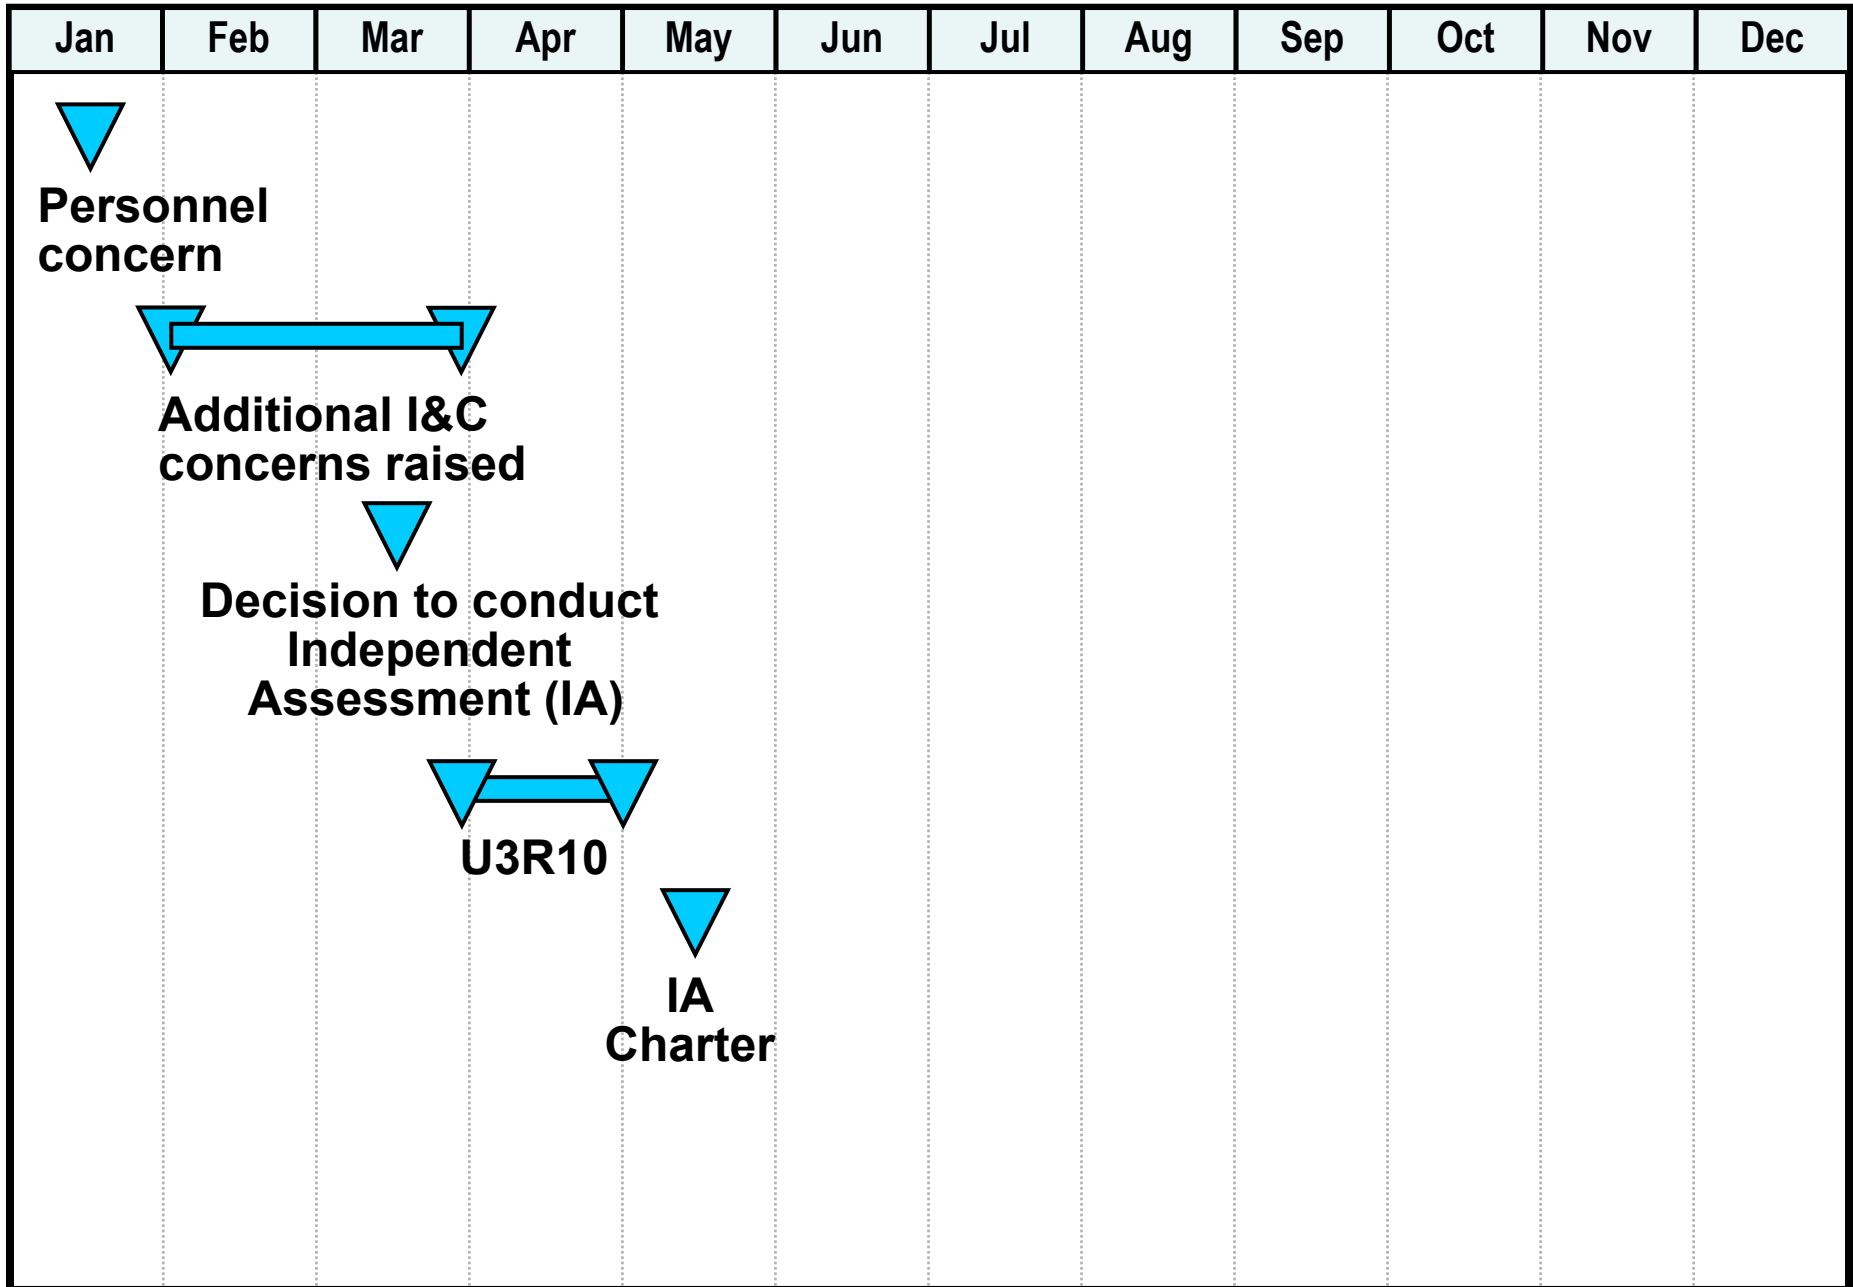 Jan Feb Mar Apr May Jun Jul Aug Sep Oct Nov Dec
Personnel
concern
Additional I&C
concerns raised
Decision to conduct
Independent
Assessment (IA)
U3R10
IA
Charter